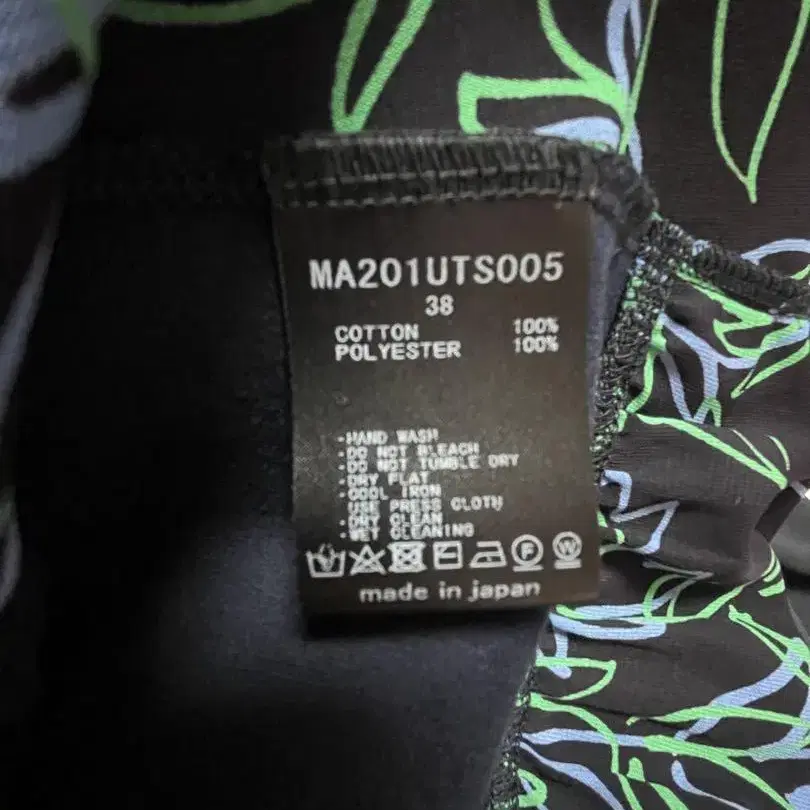 MA201UTS005
38
COTTON 100%
POLYESTER 100%
·HAND WASH
·DO NOT BLEACH
·DO NOT TUMBLE DRY
·DRY FLAT
·COOL IRON
USE PRESS CLOTH
·DRY CLEAN
·WET CLEANING
F W
made in japan